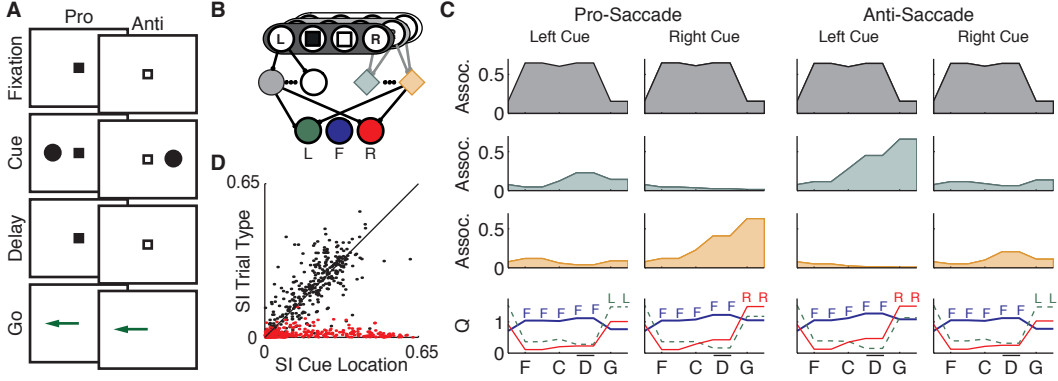 A
Pro
Anti
Fixation
Cue
Delay
Go
B
L
R
L F R
D
0.65
SI Trial Type
0
0 0.65
SI Cue Location
C
Pro-Saccade Anti-Saccade
Left Cue Right Cue Left Cue Right Cue
Assoc.
0.5
0
Assoc.
0.5
0
Assoc.
0.5
0
Q
1
0
F F F F F L L
F F F F F R R
F F F F F R R
F F F F F L L
F C D G F C D G F C D G F C D G